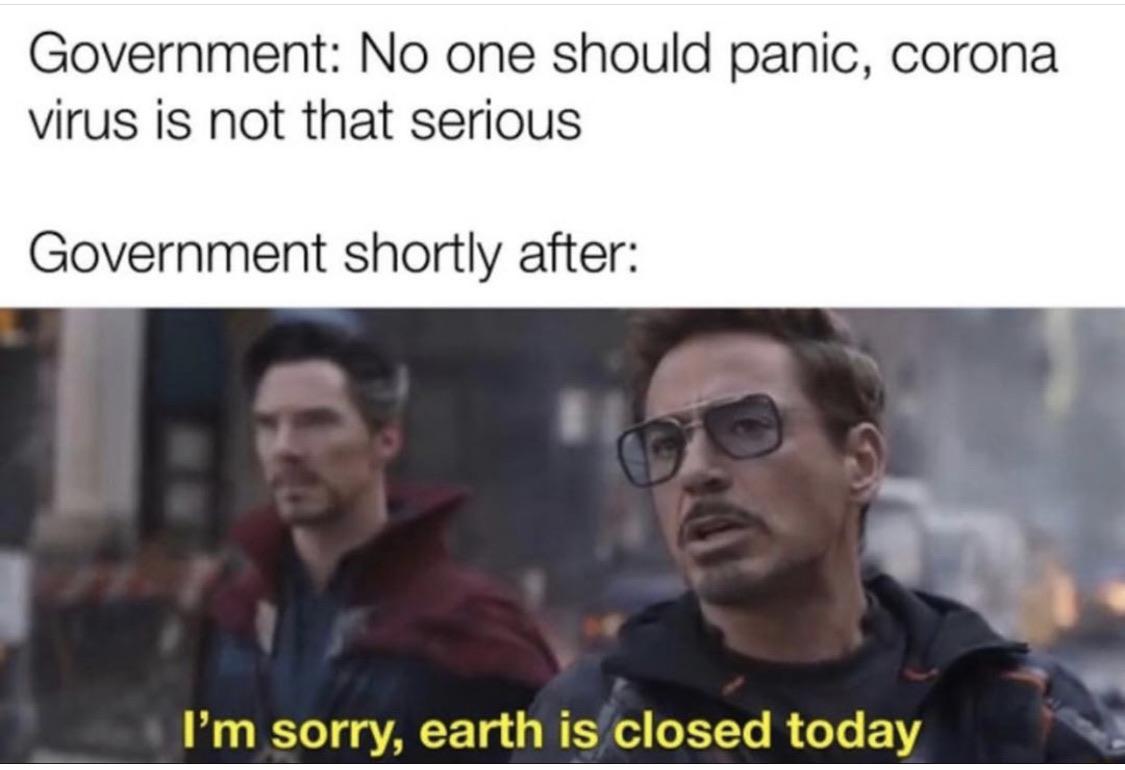 Government: No one should panic, corona
virus is not that serious
Government shortly after:
I'm sorry, earth is closed today